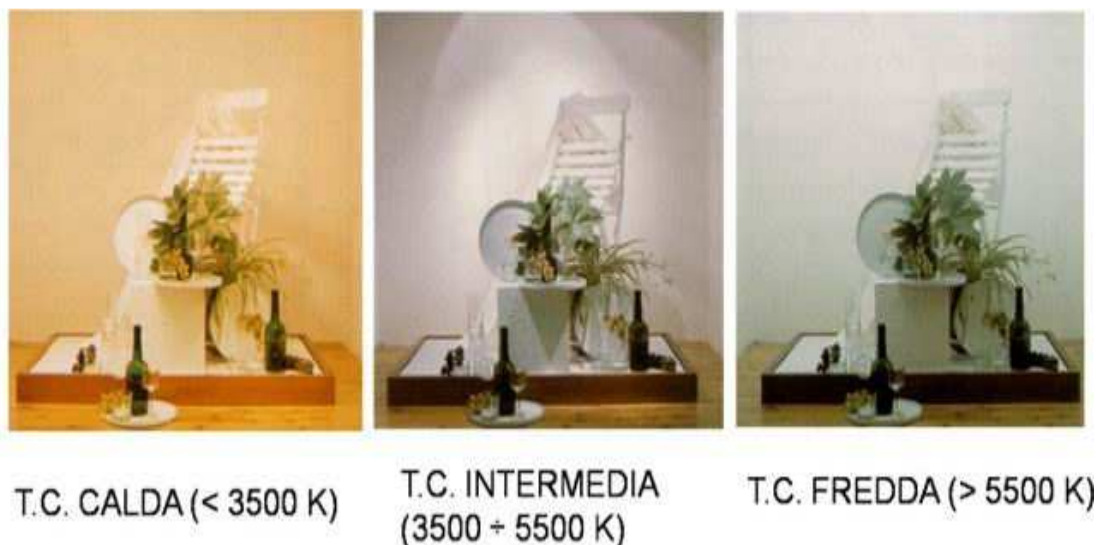 T.C. CALDA (< 3500 K)
T.C. INTERMEDIA
(3500 ÷ 5500 K)
T.C. FREDDA (> 5500 K)